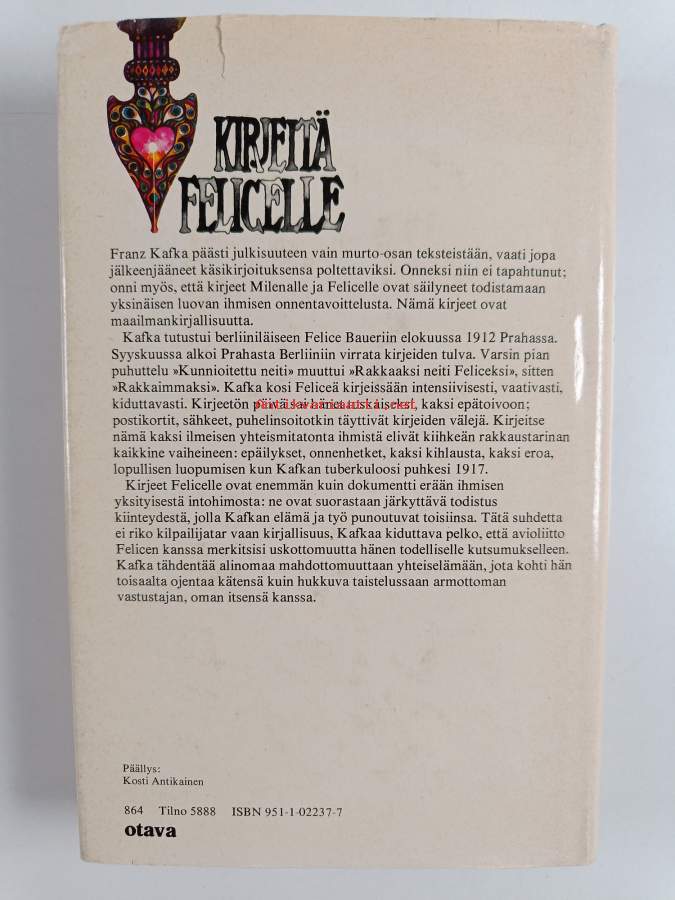 KIRJEITÄ
FELICELLE
Franz Kafka päästi julkisuuteen vain murto-osan teksteistään, vaati jopa
jälkeenjääneet käsikirjoituksensa poltettaviksi. Onneksi niin ei tapahtunut;
onni myös, että kirjeet Milenalle ja Felicelle ovat säilyneet todistamaan
yksinäisen luovan ihmisen onnentavoittelusta. Nämä kirjeet ovat
maailmankirjallisuutta.
Kafka tutustui berliiniläiseen Felice Baueriin elokuussa 1912 Prahassa.
Syyskuussa alkoi Prahasta Berliiniin virrata kirjeiden tulva. Varsin pian
puhuttelu »Kunnioitettu neiti» muuttui »Rakkaaksi neiti Feliceksi», sitten
»Rakkaimmaksi». Kafka kosi Feliceä kirjeissään intensiivisesti, vaativasti,
kiduttavasti. Kirjeetön päivä sai hänet tuskaiseksi, kaksi epätoivoon;
postikortit, sähkeet, puhelinsoitotkin täyttivät kirjeiden välejä. Kirjeitse
nämä kaksi ilmeisen yhteismitatonta ihmistä elivät kiihkeän rakkaustarinan
kaikkine vaiheineen: epäilykset, onnenhetket, kaksi kihlausta, kaksi eroa,
lopullisen luopumisen kun Kafkan tuberkuloosi puhkesi 1917.
Kirjeet Felicelle ovat enemmän kuin dokumentti erään ihmisen
yksityisestä intohimosta: ne ovat suorastaan järkyttävä todistus
kiinteydestä, jolla Kafkan elämä ja työ punoutuvat toisiinsa. Tätä suhdetta
ei riko kilpailijatar vaan kirjallisuus, Kafkaa kiduttava pelko, että avioliitto
Felicen kanssa merkitsisi uskottomuutta hänen todelliselle kutsumukselleen.
Kafka tähdentää alinomaa mahdottomuuttaan yhteiselämään, jota kohti hän
toisaalta ojentaa kätensä kuin hukkuva taistelussaan armottoman
vastustajan, oman itsensä kanssa.
Päällys:
Kosti Antikainen
864 Tilno 5888 ISBN 951-1-02237-7
otava